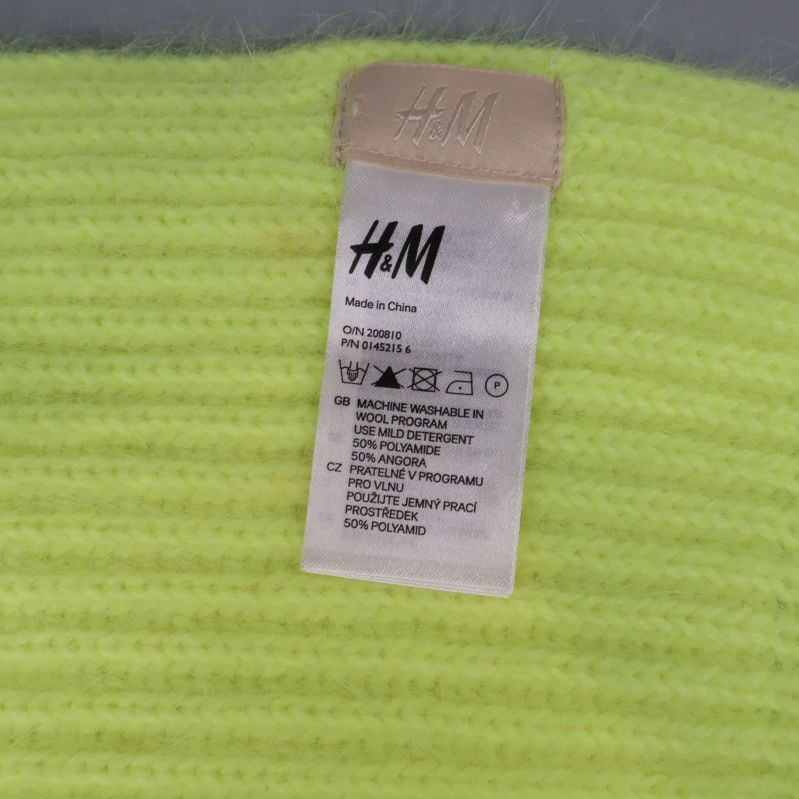 H&M
H&M
Made in China
O/N 200810
P/N 0145215 6
P
GB MACHINE WASHABLE IN
WOOL PROGRAM
USE MILD DETERGENT
50% POLYAMIDE
50% ANGORA
CZ PRATELNÉ V PROGRAMU
PRO VLNU
POUŽIJTE JEMNÝ PRACÍ
PROSTŘEDEK
50% POLYAMID